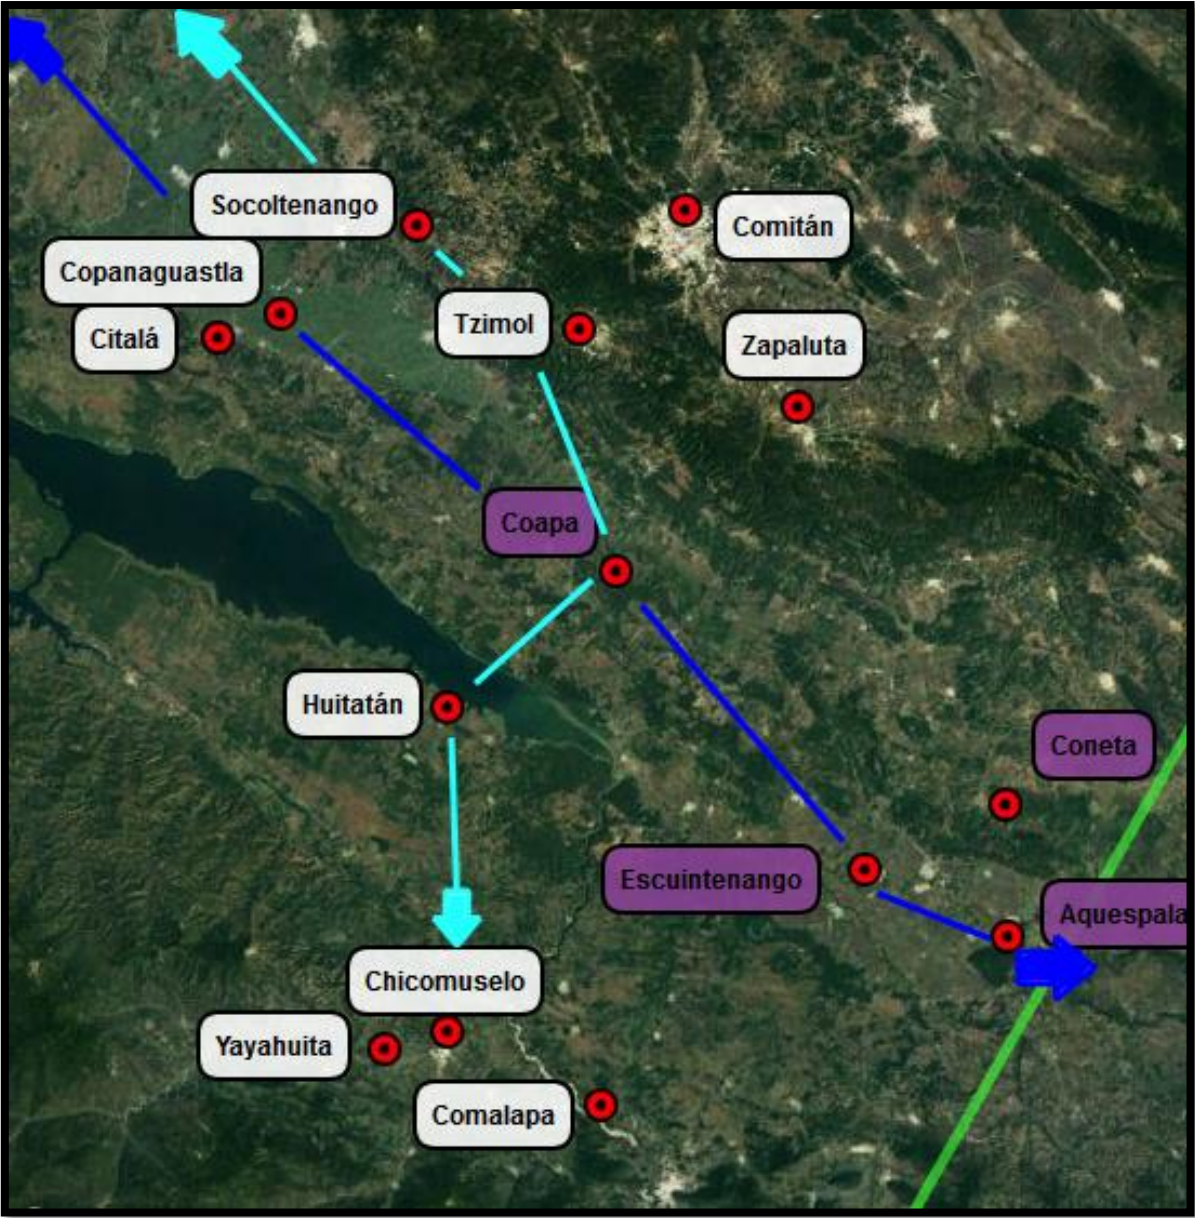 Socoltenango
Comitán
Copanaguastla
Citalá
Tzimol
Zapaluta
Coapa
Huitatán
Coneta
Escuintenango
Aquespala
Chicomuselo
Yayahuita
Comalapa